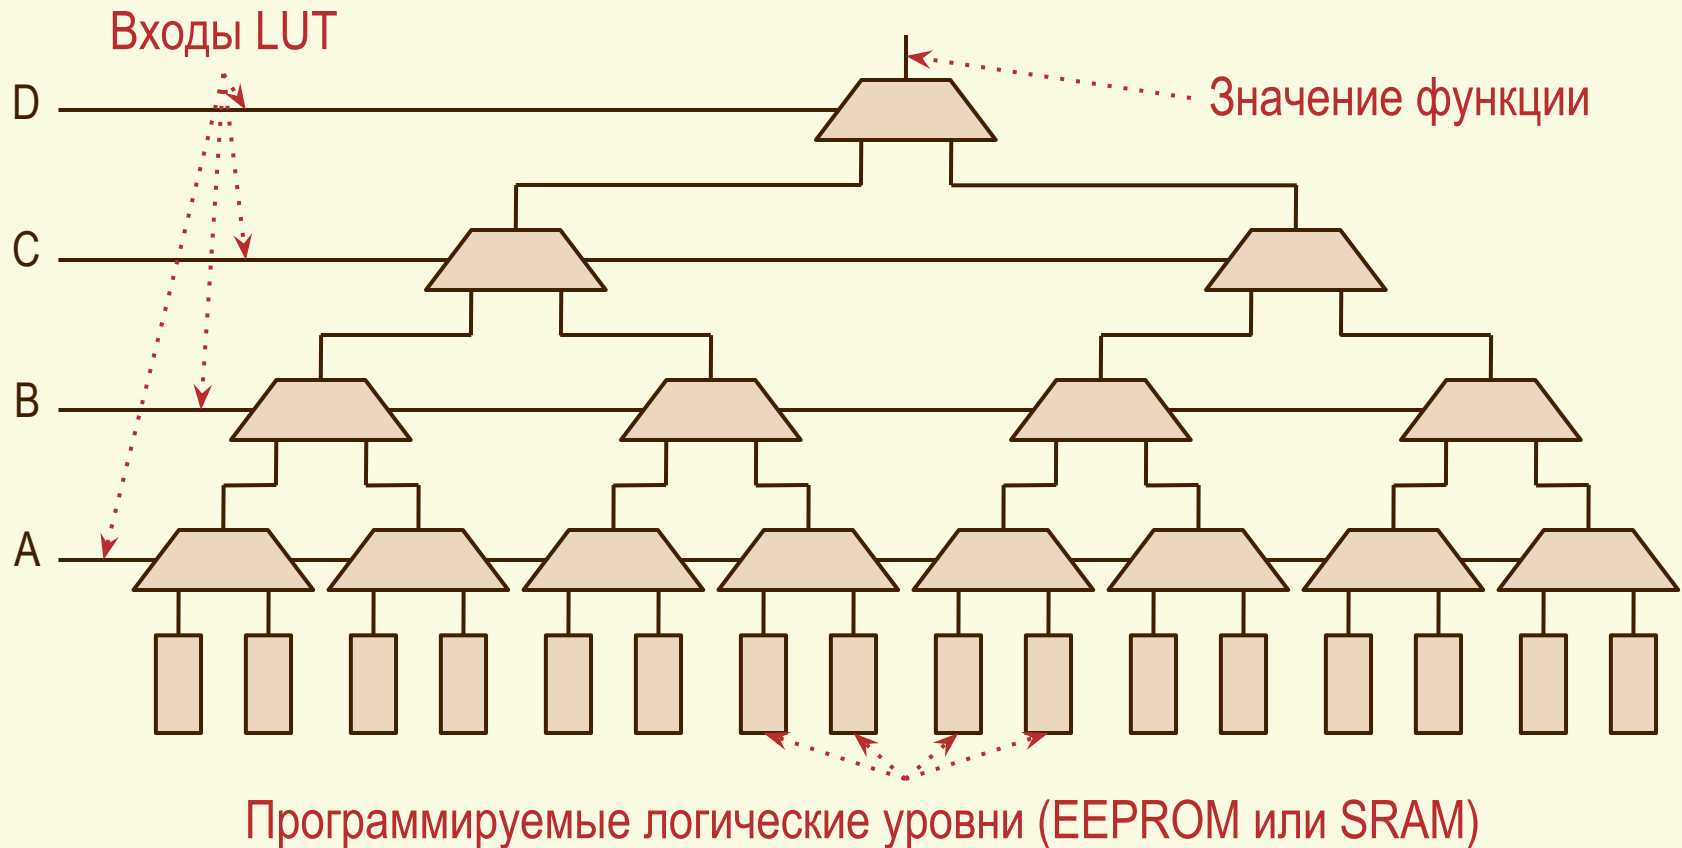 Входы LUT
D
Значение функции
C
B
A
Программируемые логические уровни (EEPROM или SRAM)